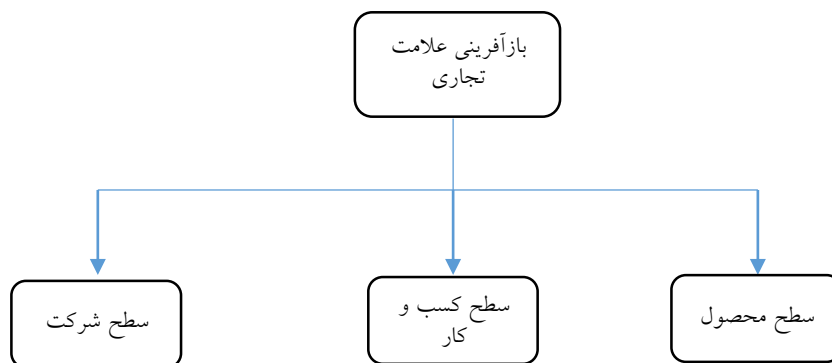 بازآفرینی علامت
تجاری
سطح محصول
سطح کسب و
کار
سطح شرکت